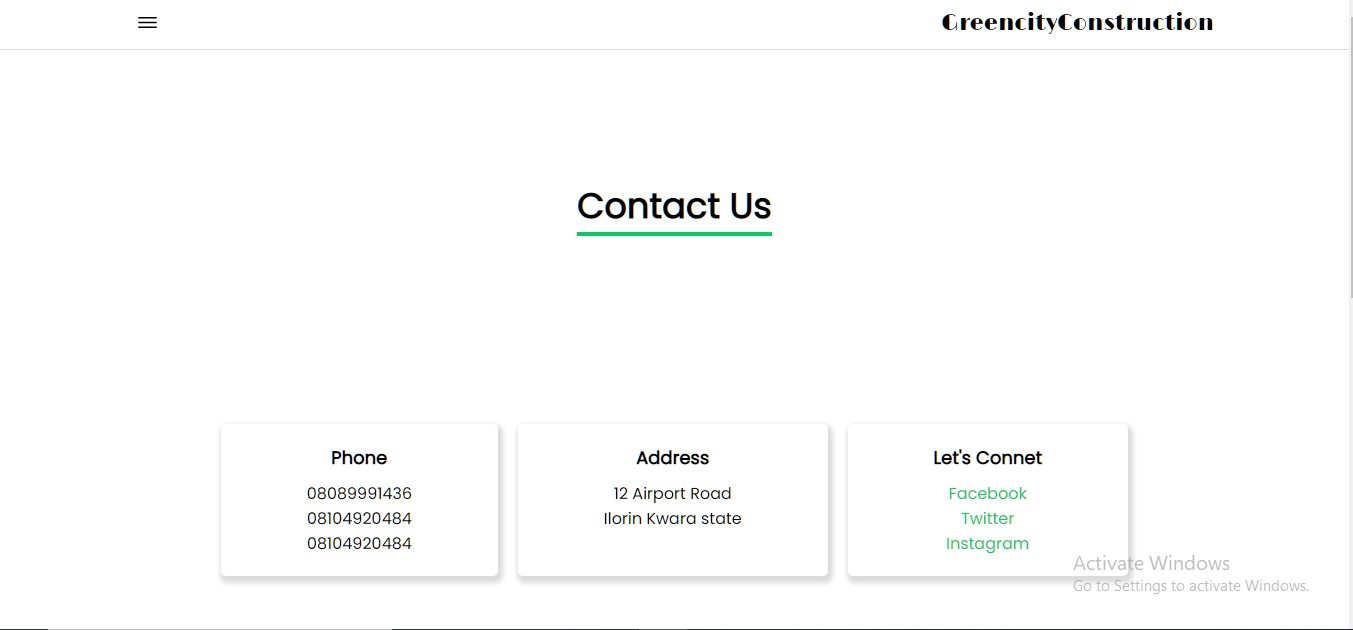 GreencityConstruction
Contact Us
Phone
08089991436
08104920484
08104920484
Address
12 Airport Road
Ilorin Kwara state
Let's Connet
Facebook
Twitter
Instagram
Activate Windows
Go to Settings to activate Windows.